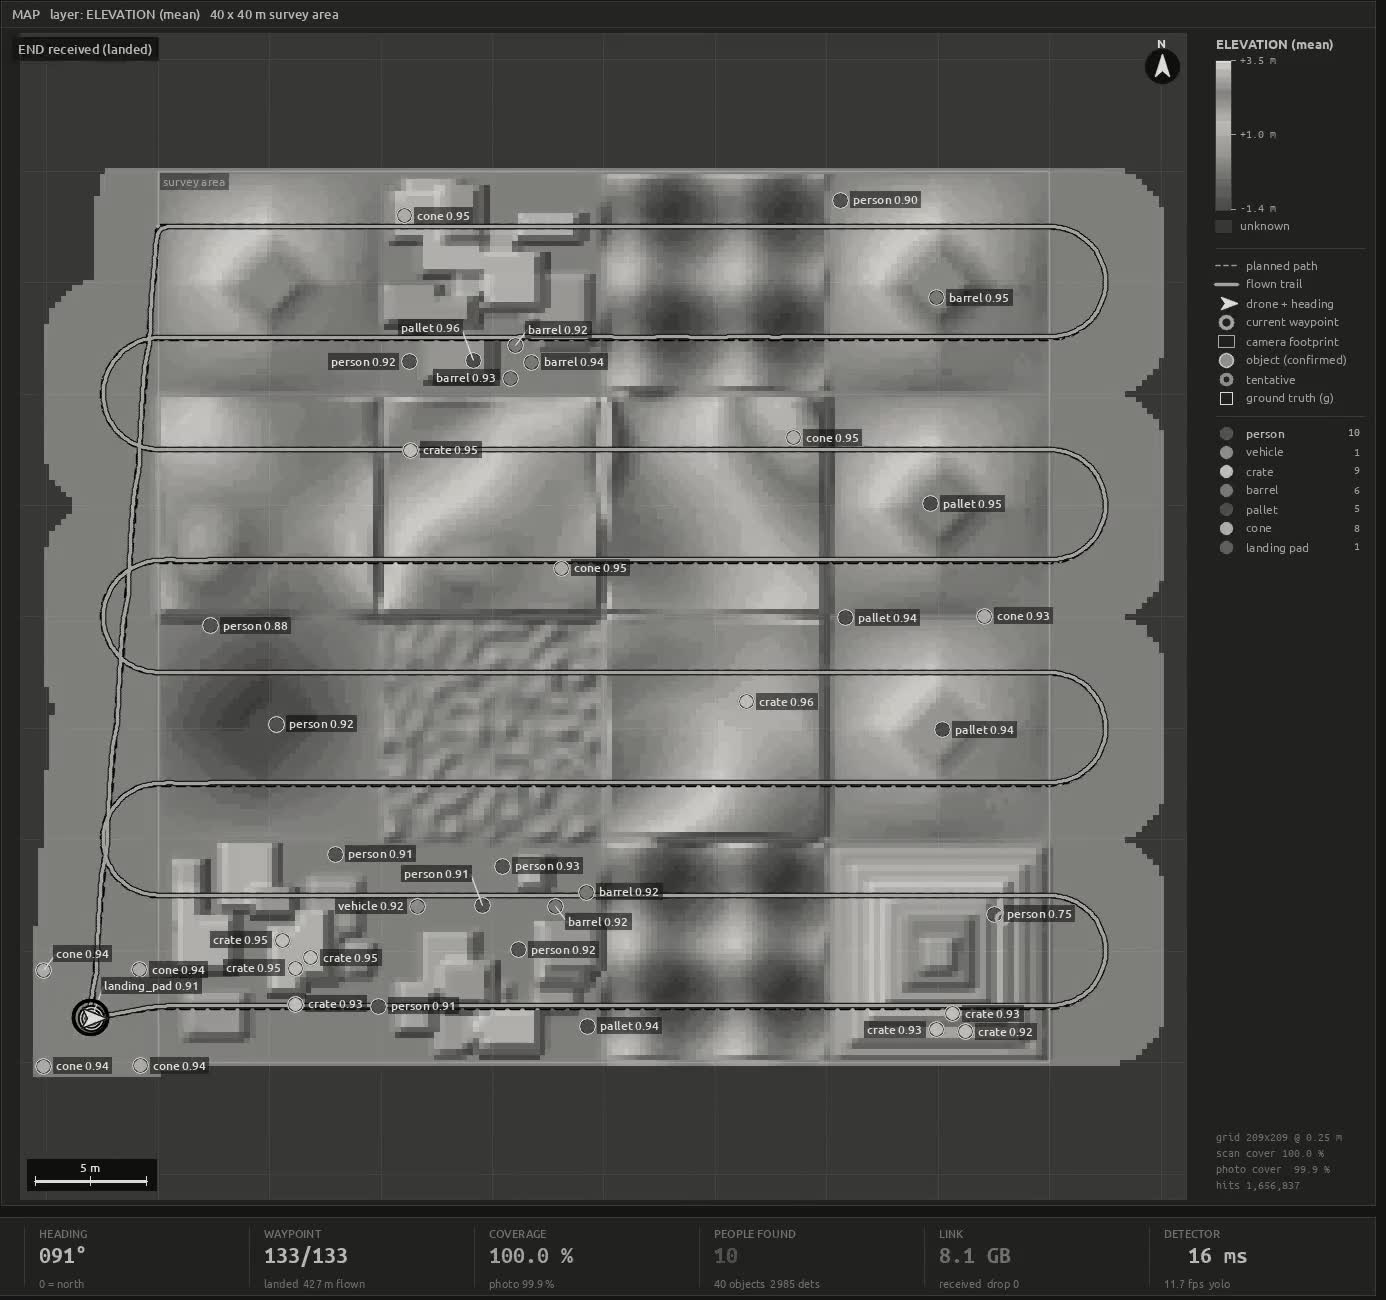 MAP layer: ELEVATION (mean) 40 x 40 m survey area
END received (landed)
N
ELEVATION (mean)
+3.5 m
+1.0 m
-1.4 m
unknown
planned path
flown trail
drone + heading
current waypoint
camera footprint
object (confirmed)
tentative
ground truth (g)
person 10
vehicle 1
crate 9
barrel 6
pallet 5
cone 8
landing pad 1
survey area
person 0.90
cone 0.95
barrel 0.95
pallet 0.96
barrel 0.92
person 0.92
barrel 0.94
barrel 0.93
cone 0.95
crate 0.95
pallet 0.95
cone 0.95
person 0.88
pallet 0.94
cone 0.93
crate 0.96
person 0.92
pallet 0.94
person 0.91
person 0.93
person 0.91
barrel 0.92
vehicle 0.92
barrel 0.92
person 0.75
crate 0.95
person 0.92
cone 0.94
crate 0.95
cone 0.94
crate 0.95
landing_pad 0.91
crate 0.93
person 0.91
crate 0.93
pallet 0.94
crate 0.93
crate 0.92
cone 0.94
cone 0.94
5 m
grid 209x209 @ 0.25 m
scan cover 100.0 %
photo cover 99.9 %
hits 1,656,837
HEADING
091°
0 = north
WAYPOINT
133/133
landed 427 m flown
COVERAGE
100.0 %
photo 99.9 %
PEOPLE FOUND
10
40 objects 2985 dets
LINK
8.1 GB
received drop 0
DETECTOR
16 ms
11.7 fps yolo